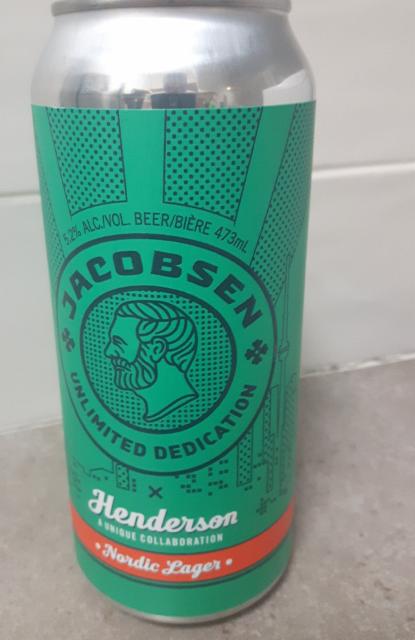 5.2% ALC/VOL. BEER/BIÈRE 473mL
JACOBSEN
UNLIMITED DEDICATION
×
Henderson
A UNIQUE COLLABORATION
• Nordic Lager •